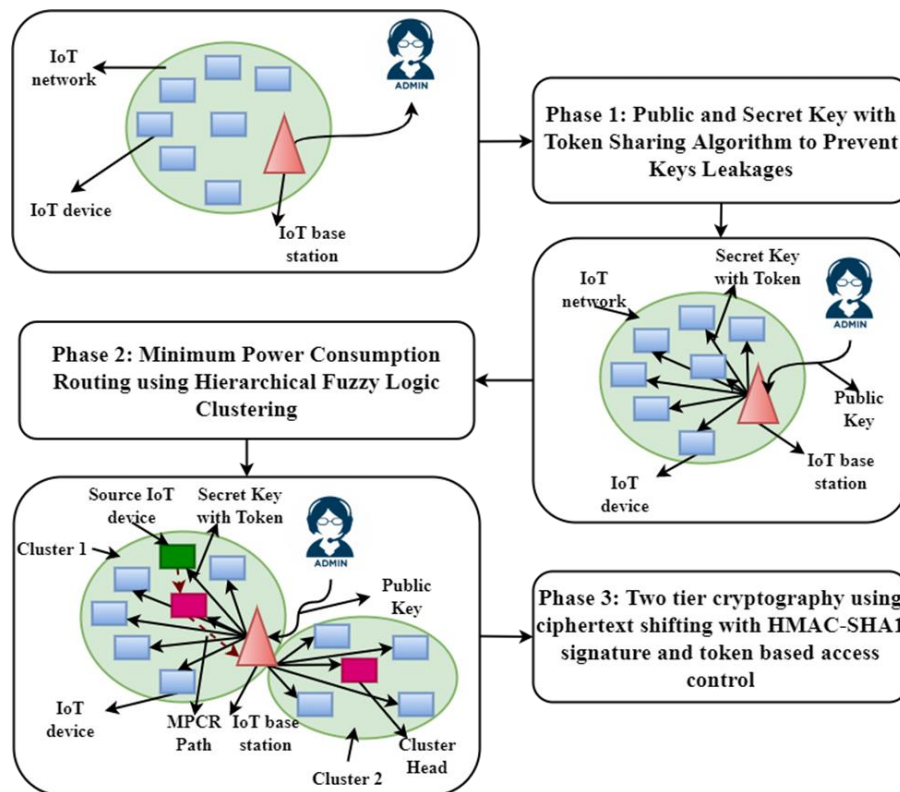 IoT
network
ADMIN
IoT device
IoT base
station
Phase 1: Public and Secret Key with
Token Sharing Algorithm to Prevent
Keys Leakages
Secret Key
with Token
IoT
network
ADMIN
Public
Key
IoT base
station
IoT
device
Phase 2: Minimum Power Consumption
Routing using Hierarchical Fuzzy Logic
Clustering
Source IoT
device
Secret Key
with Token
Cluster 1
ADMIN
Public
Key
IoT
device
MPCR
Path
IoT base
station
Cluster
Head
Cluster 2
Phase 3: Two tier cryptography using
ciphertext shifting with HMAC-SHA1
signature and token based access
control